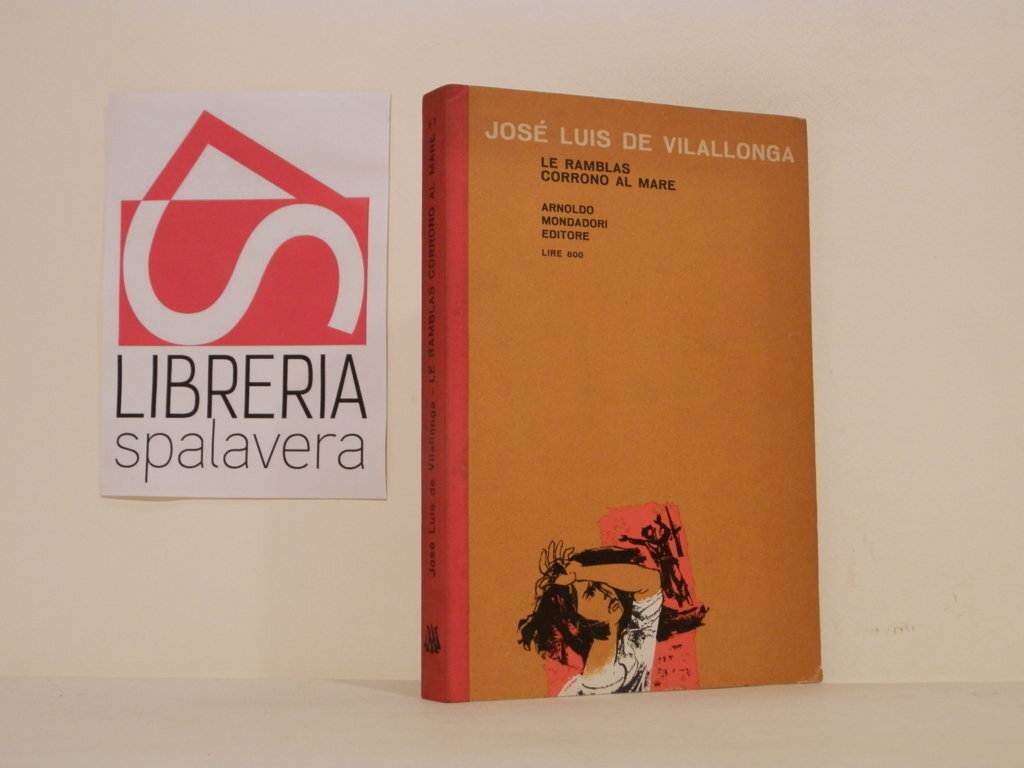 LIBRERIA
spalavera
José Luis de Vilallonga · LE RAMBLAS CORRONO AL MARE
JOSÉ LUIS DE VILALLONGA
LE RAMBLAS
CORRONO AL MARE
ARNOLDO
MONDADORI
EDITORE
LIRE 800